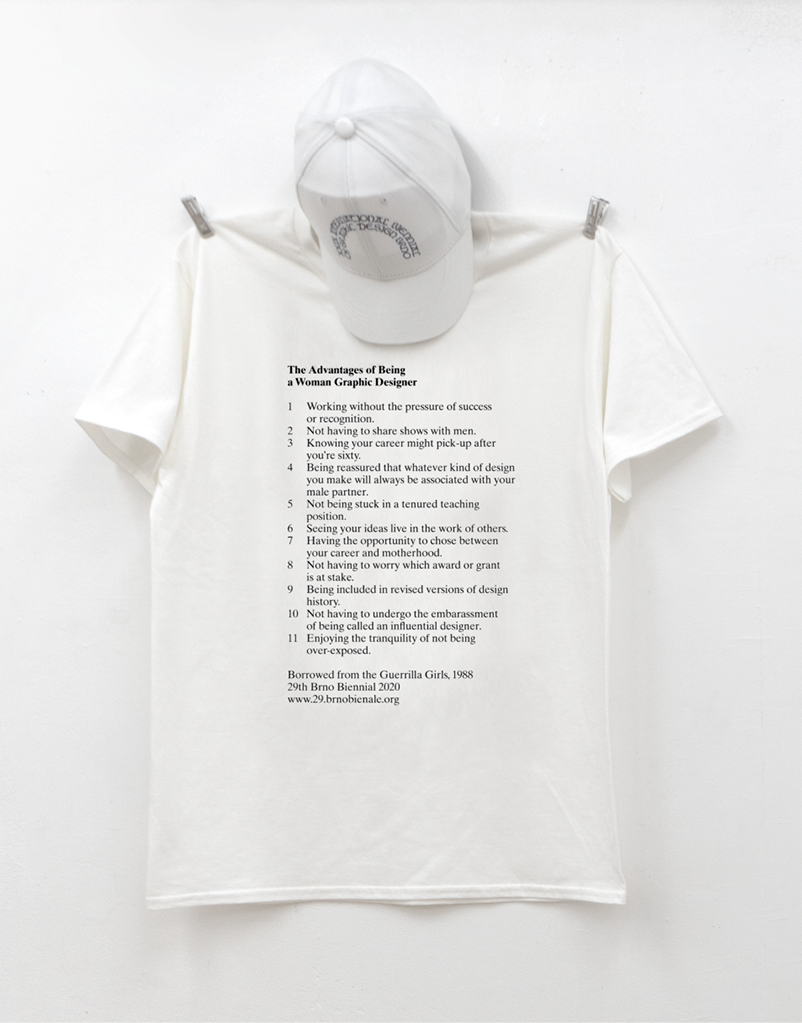 INTERNATIONAL BIENNIAL
DESIGN BRNO
The Advantages of Being
a Woman Graphic Designer
1 Working without the pressure of success
or recognition.
2 Not having to share shows with men.
3 Knowing your career might pick-up after
you're sixty.
4 Being reassured that whatever kind of design
you make will always be associated with your
male partner.
5 Not being stuck in a tenured teaching
position.
6 Seeing your ideas live in the work of others.
7 Having the opportunity to chose between
your career and motherhood.
8 Not having to worry which award or grant
is at stake.
9 Being included in revised versions of design
history.
10 Not having to undergo the embarassment
of being called an influential designer.
11 Enjoying the tranquility of not being
over-exposed.
Borrowed from the Guerrilla Girls, 1988
29th Brno Biennial 2020
www.29.brnobienale.org